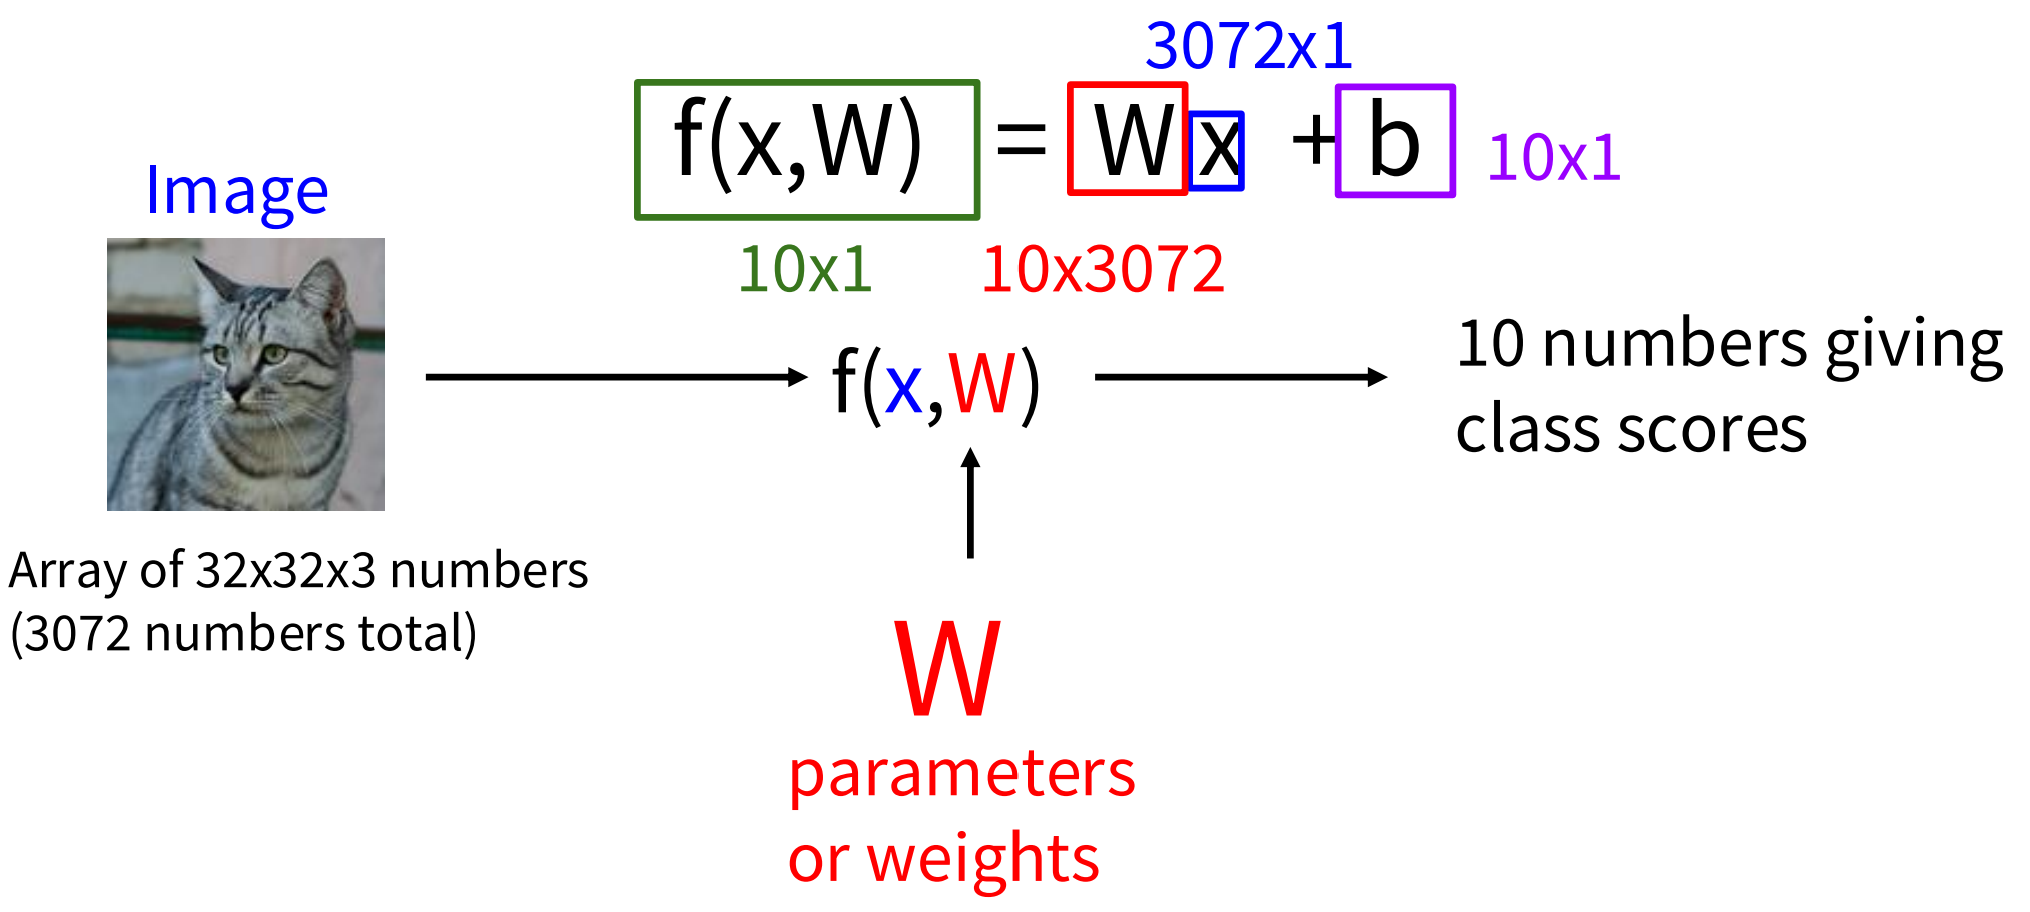 3072x1
f(x,W) = Wx + b
10x1
Image
10x1
10x3072
f(x,W)
10 numbers giving
class scores
Array of 32x32x3 numbers
(3072 numbers total)
W
parameters
or weights